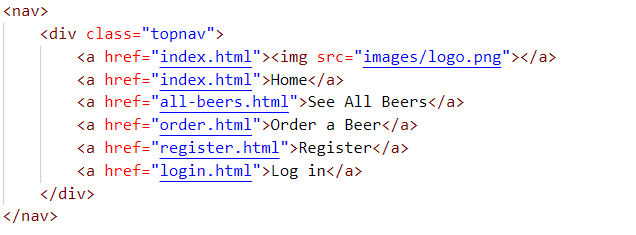 <nav>
<div class="topnav">
<a href="index.html"><img src="images/logo.png"></a>
<a href="index.html">Home</a>
<a href="all-beers.html">See All Beers</a>
<a href="order.html">Order a Beer</a>
<a href="register.html">Register</a>
<a href="login.html">Log in</a>
</div>
</nav>